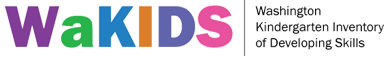 WaKIDS
Washington
Kindergarten Inventory
of Developing Skills